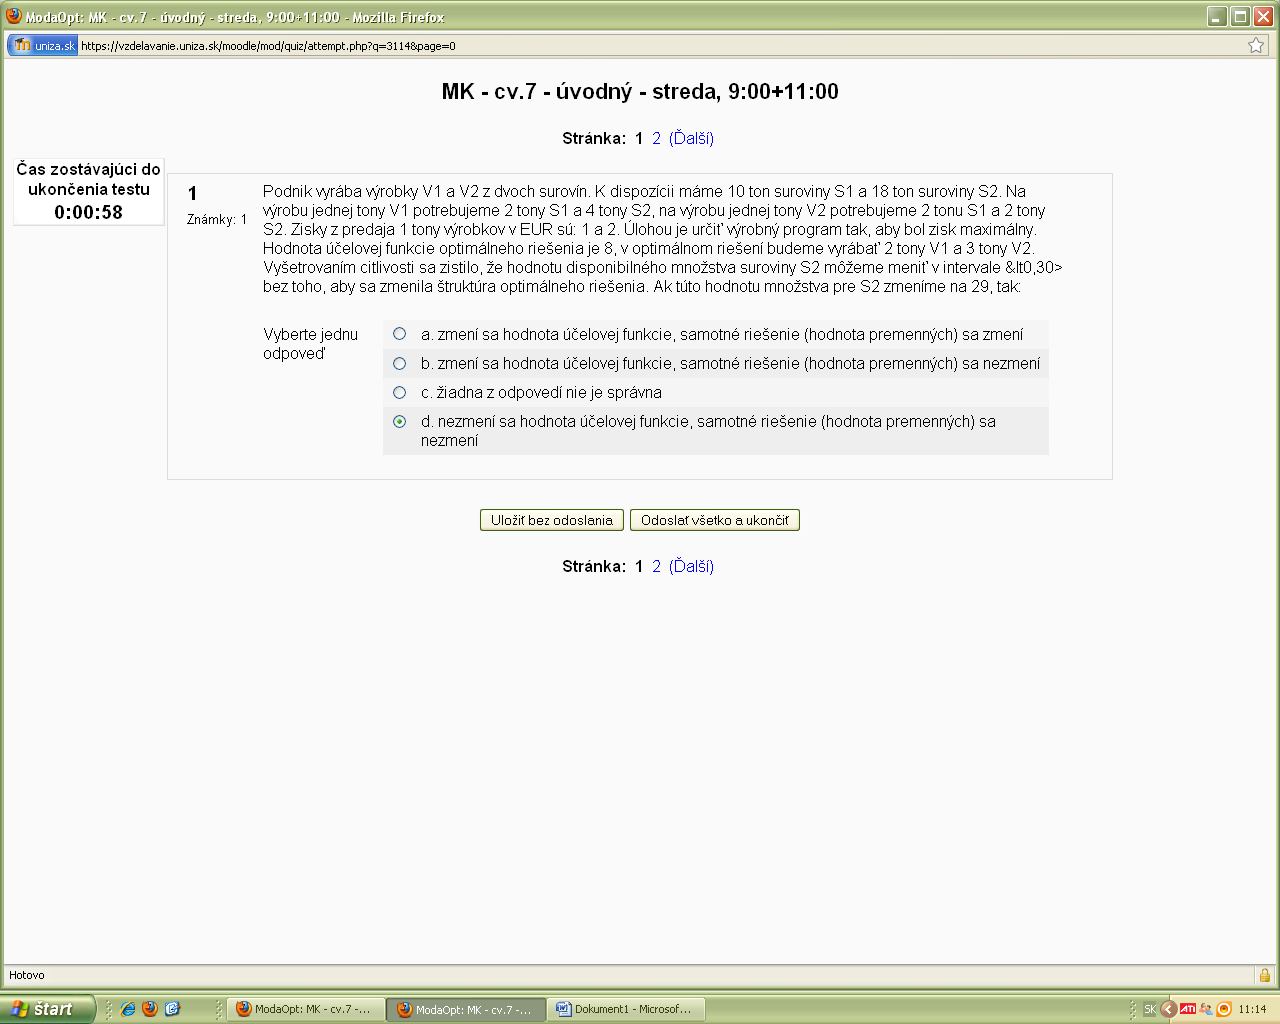 ModaOpt: MK - cv.7 - úvodný - streda, 9:00+11:00 - Mozilla Firefox
uniza.sk https://vzdelavanie.uniza.sk/moodle/mod/quiz/attempt.php?q=3114&page=0
MK - cv.7 - úvodný - streda, 9:00+11:00
Stránka: 1 2 (Ďalší)
Čas zostávajúci do
ukončenia testu
0:00:58
1
Známky: 1
Podnik vyrába výrobky V1 a V2 z dvoch surovín. K dispozícii máme 10 ton suroviny S1 a 18 ton suroviny S2. Na
výrobu jednej tony V1 potrebujeme 2 tony S1 a 4 tony S2, na výrobu jednej tony V2 potrebujeme 2 tonu S1 a 2 tony
S2. Zisky z predaja 1 tony výrobkov v EUR sú: 1 a 2. Úlohou je určiť výrobný program tak, aby bol zisk maximálny.
Hodnota účelovej funkcie optimálneho riešenia je 8, v optimálnom riešení budeme vyrábať 2 tony V1 a 3 tony V2.
Vyšetrovaním citlivosti sa zistilo, že hodnotu disponibilného množstva suroviny S2 môžeme meniť v intervale &lt0,30>
bez toho, aby sa zmenila štruktúra optimálneho riešenia. Ak túto hodnotu množstva pre S2 zmeníme na 29, tak:
Vyberte jednu
odpoveď
a. zmení sa hodnota účelovej funkcie, samotné riešenie (hodnota premenných) sa zmení
b. zmení sa hodnota účelovej funkcie, samotné riešenie (hodnota premenných) sa nezmení
c. žiadna z odpovedí nie je správna
d. nezmení sa hodnota účelovej funkcie, samotné riešenie (hodnota premenných) sa
nezmení
Uložiť bez odoslania Odoslať všetko a ukončiť
Stránka: 1 2 (Ďalší)
Hotovo
štart ModaOpt: MK - cv.7 -... ModaOpt: MK - cv.7 -... Dokument1 - Microsof... SK ATI 11:14